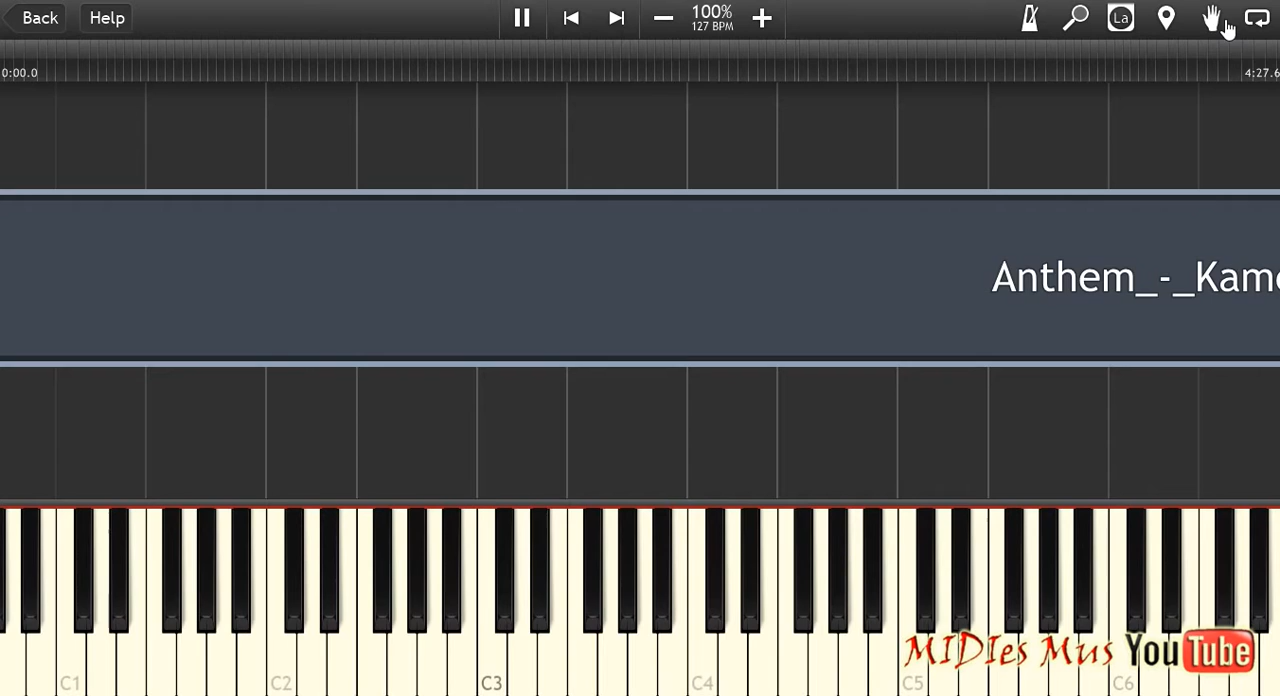 Back Help 100% La
127 BPM
0:00.0 4:27.6
Anthem_-_Kam
MIDIes Mus YouTube
C1 C2 C3 C4 C5 C6